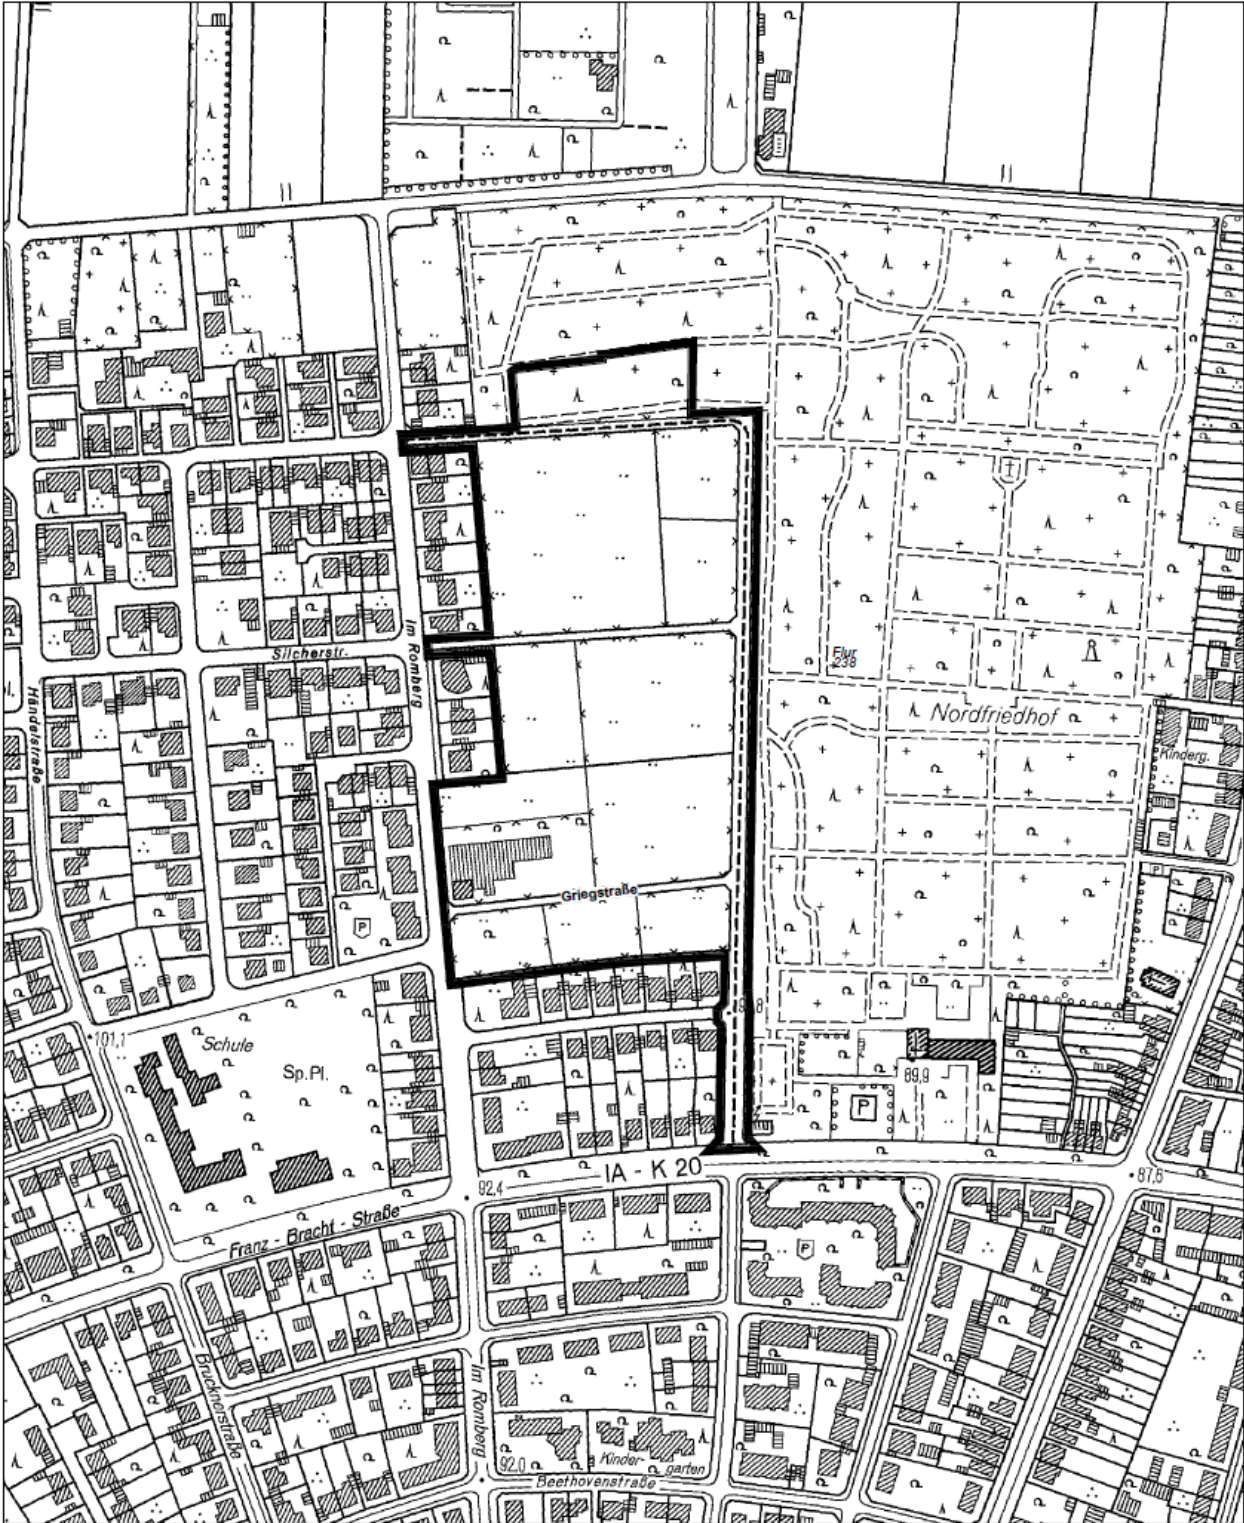 Silcherstr.
Im Romberg
Händelstraße
Flur
238
Nordfriedhof
Kinderg.
Griegstraße
P
P
101,1
Schule
Sp.Pl.
89,9
P
IA - K 20
92,4
87,6
Franz - Bracht - Straße
P
Brucknerstraße
Im Romberg
92,0
Kinder-
garten
Beethovenstraße